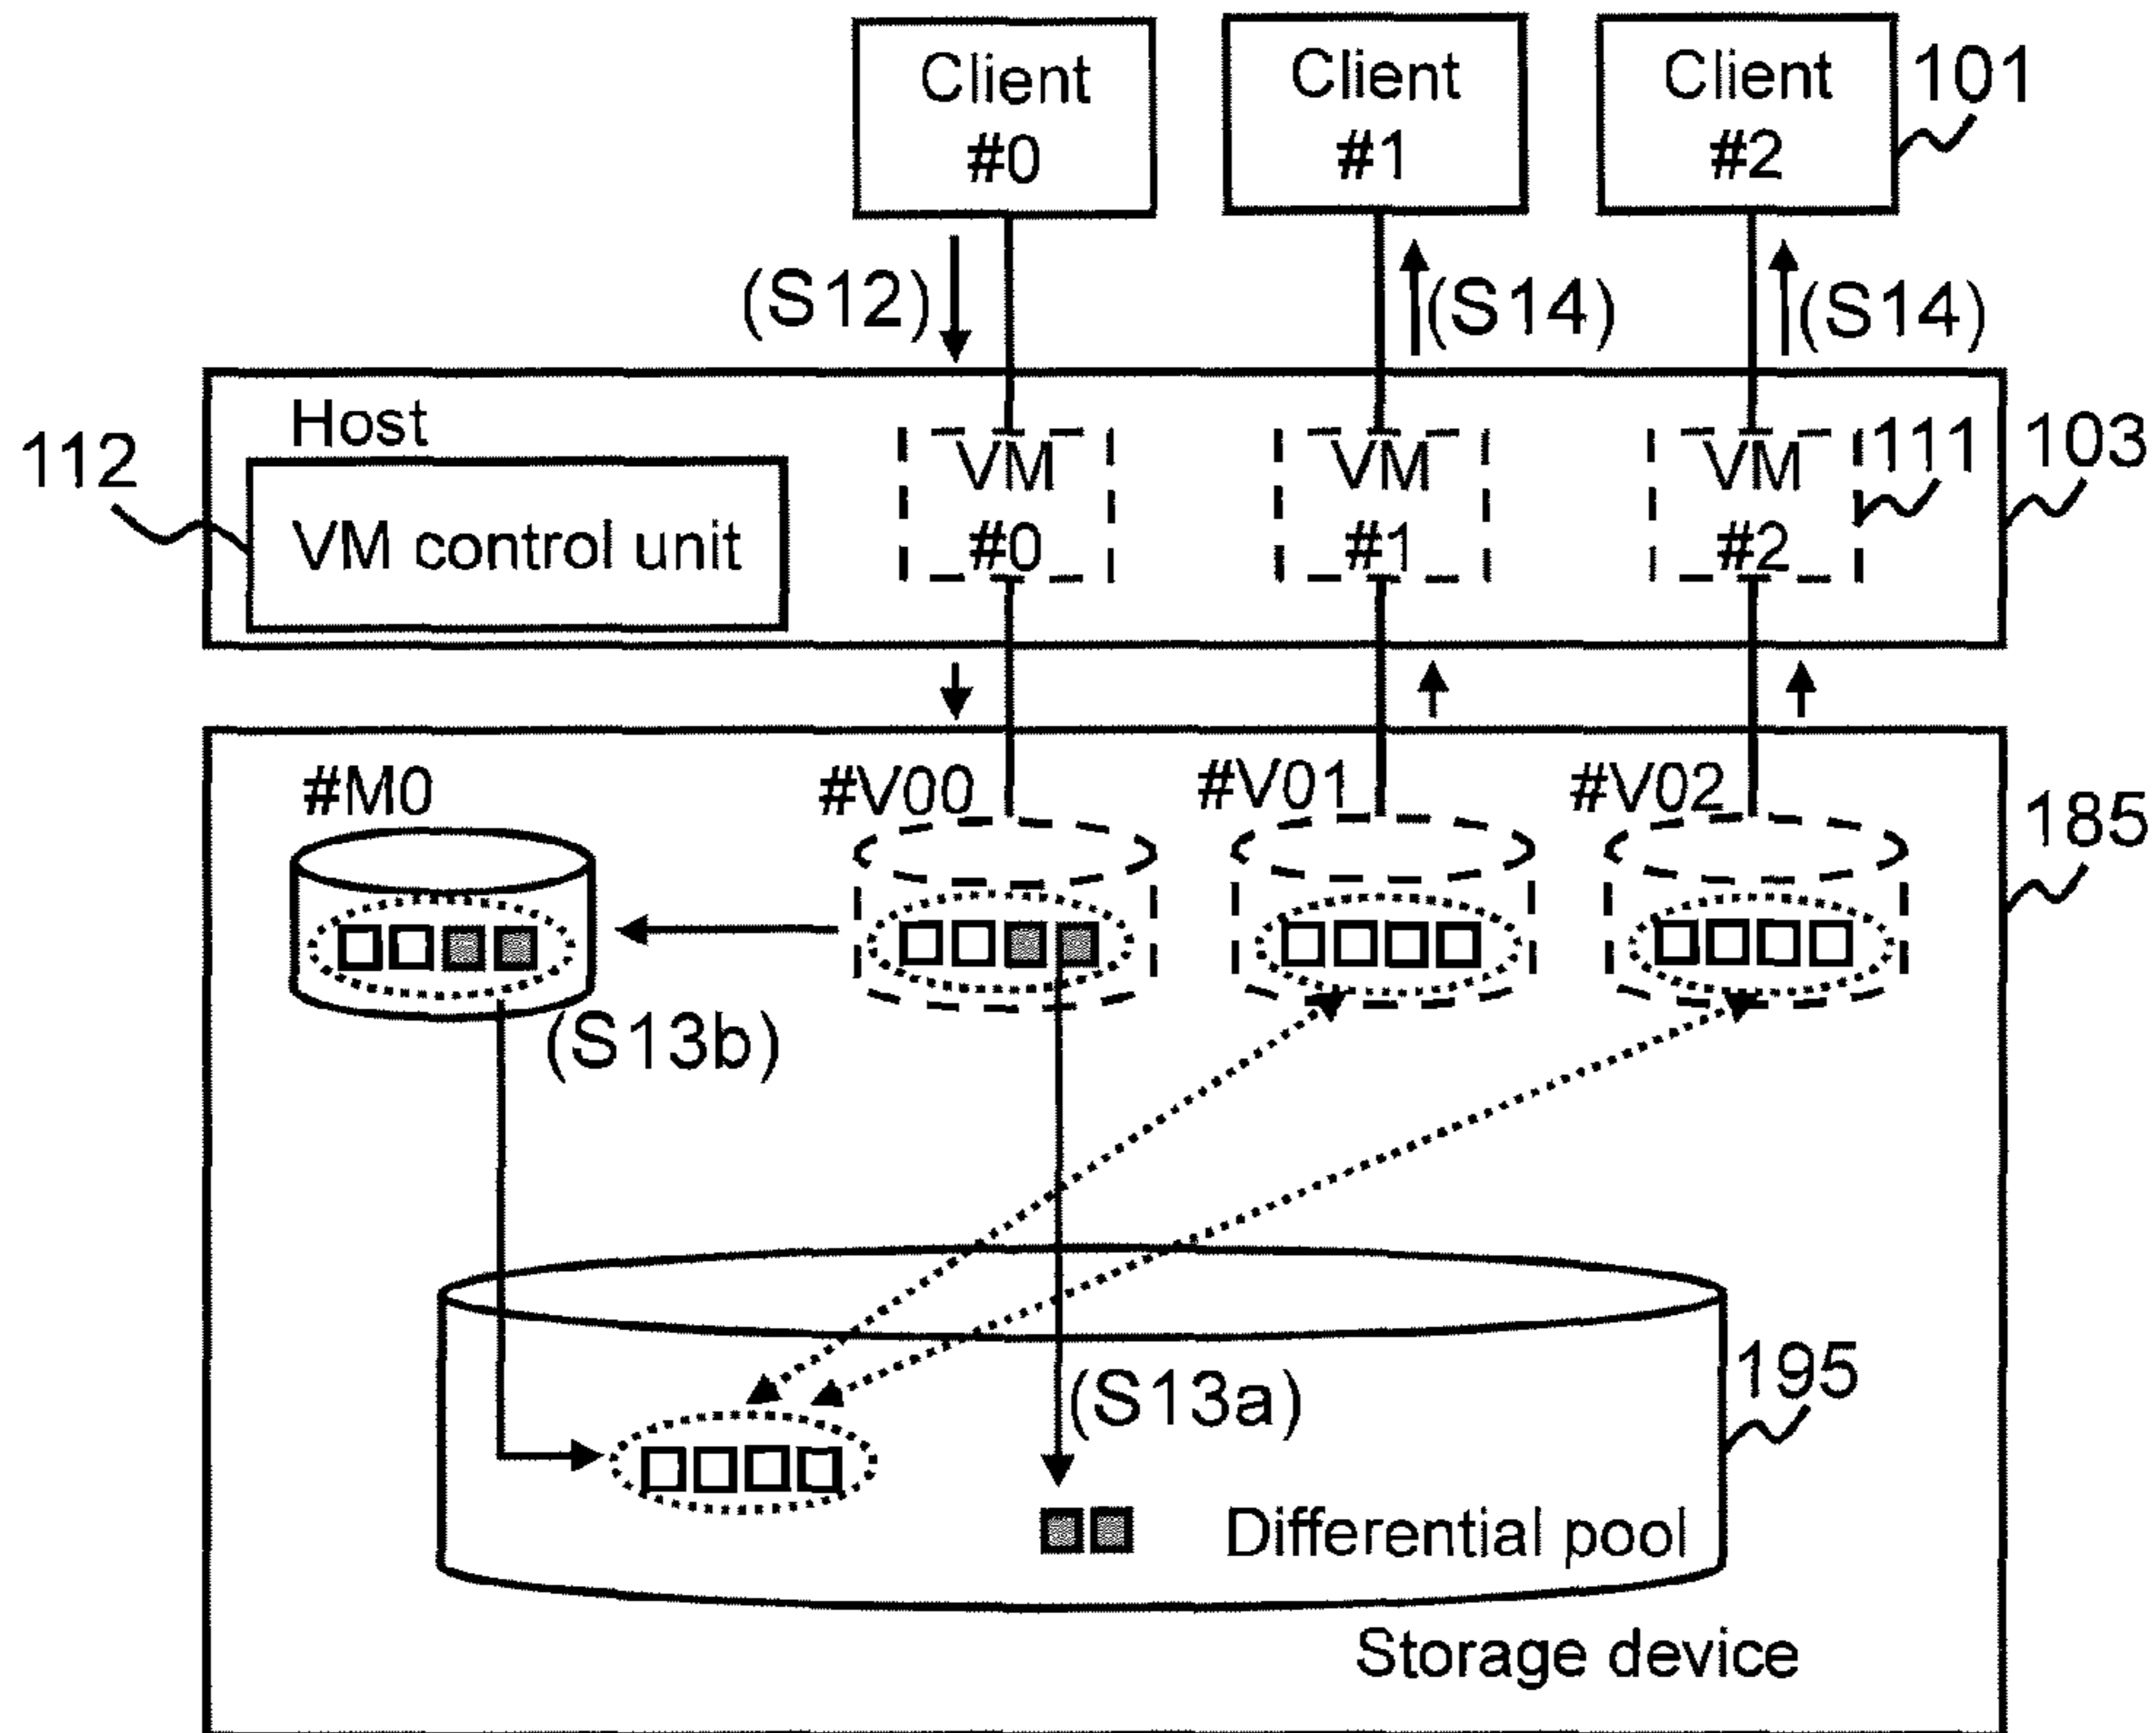 Client
#0
Client
#1
Client
#2
101
(S12)
(S14)
(S14)
Host
112
VM control unit
VM
#0
VM
#1
VM
#2
111
103
#M0
#V00
#V01
#V02
185
(S13b)
(S13a)
195
Differential pool
Storage device